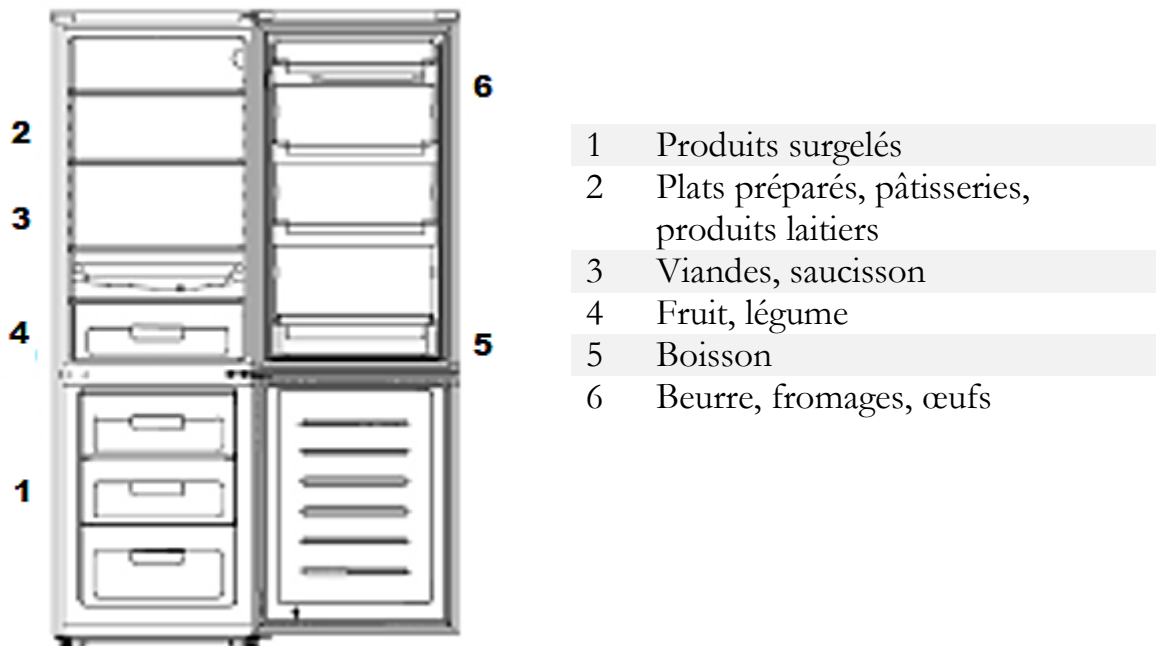 6
2
3
4
5
1
1 Produits surgelés
2 Plats préparés, pâtisseries,
produits laitiers
3 Viandes, saucisson
4 Fruit, légume
5 Boisson
6 Beurre, fromages, œufs